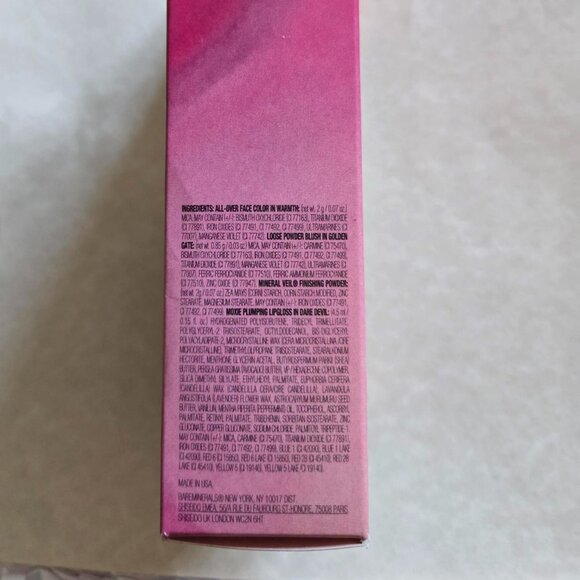 INGREDIENTS: ALL-OVER FACE COLOR IN WARMTH: (net wt. 2 g / 0.07 oz.)
MICA, MAY CONTAIN (+/-): BISMUTH OXYCHLORIDE (CI 77163), TITANIUM DIOXIDE
(CI 77891), IRON OXIDES (CI 77491, CI 77492, CI 77499), ULTRAMARINES (CI
77007), MANGANESE VIOLET (CI 77742). LOOSE POWDER BLUSH IN GOLDEN
GATE: (net wt. 0.85 g (0.03 oz.) MICA, MAY CONTAIN (+/-): CARMINE (CI 75470),
BISMUTH OXYCHLORIDE (CI 77163), IRON OXIDES (CI 77491, CI 77492, CI 77499),
TITANIUM DIOXIDE (CI 77891), MANGANESE VIOLET (CI 77742), ULTRAMARINES (CI
77007), FERRIC FERROCYANIDE (CI 77510), FERRIC AMMONIUM FERROCYANIDE
(CI 77510), ZINC OXIDE (CI 77947). MINERAL VEIL® FINISHING POWDER:
(net wt. 2g / 0.07 oz.) ZEA MAYS (CORN) STARCH, CORN STARCH MODIFIED, ZINC
STEARATE, MAGNESIUM STEARATE. MAY CONTAIN (+/-): IRON OXIDES (CI 77491,
CI 77492, CI 77499). MOXIE PLUMPING LIPGLOSS IN DARE DEVIL: (4.5 ml /
0.15 fl. oz.) HYDROGENATED POLYISOBUTENE, TRIDECYL TRIMELLITATE,
POLYGLYCERYL-2 TRIISOSTEARATE, OCTYLDODECANOL, BIS-DIGLYCERYL
POLYACYLADIPATE-2, MICROCRYSTALLINE WAX (CERA MICROCRISTALLINA/CIRE
MICROCRISTALLINE), TRIMETHYLOLPROPANE TRIISOSTEARATE, STEARALKONIUM
HECTORITE, MENTHONE GLYCERIN ACETAL, BUTYROSPERMUM PARKII (SHEA)
BUTTER, PERSEA GRATISSIMA (AVOCADO) BUTTER, VP / HEXADECENE COPOLYMER,
SILICA DIMETHYL SILYLATE, ETHYLHEXYL PALMITATE, EUPHORBIA CERIFERA
(CANDELILLA) WAX (CANDELILLA CERA/CIRE CANDELILLA), LAVANDULA
ANGUSTIFOLIA (LAVENDER) FLOWER WAX, ASTROCARYUM MURUMURU SEED
BUTTER, VANILLIN, MENTHA PIPERITA (PEPPERMINT) OIL, TOCOPHEROL, ASCORBYL
PALMITATE, RETINYL PALMITATE, TRIBEHENIN, SORBITAN ISOSTEARATE, ZINC
GLUCONATE, COPPER GLUCONATE, SODIUM CHLORIDE, PALMITOYL TRIPEPTIDE-1
MAY CONTAIN (+/-): MICA, CARMINE (CI 75470), TITANIUM DIOXIDE (CI 77891),
IRON OXIDES (CI 77491, CI 77492, CI 77499), BLUE 1 (CI 42090), BLUE 1 LAKE
(CI 42090), RED 6 (CI 15850), RED 6 LAKE (CI 15850), RED 28 (CI 45410), RED 28
LAKE (CI 45410), YELLOW 5 (CI 19140), YELLOW 5 LAKE (CI 19140).
MADE IN USA.
BAREMINERALS® NEW YORK, NY 10017 DIST.
SHISEIDO EMEA, 56/A RUE DU FAUBOURG ST-HONORE, 75008 PARIS
SHISEIDO UK LONDON WC2N 6HT